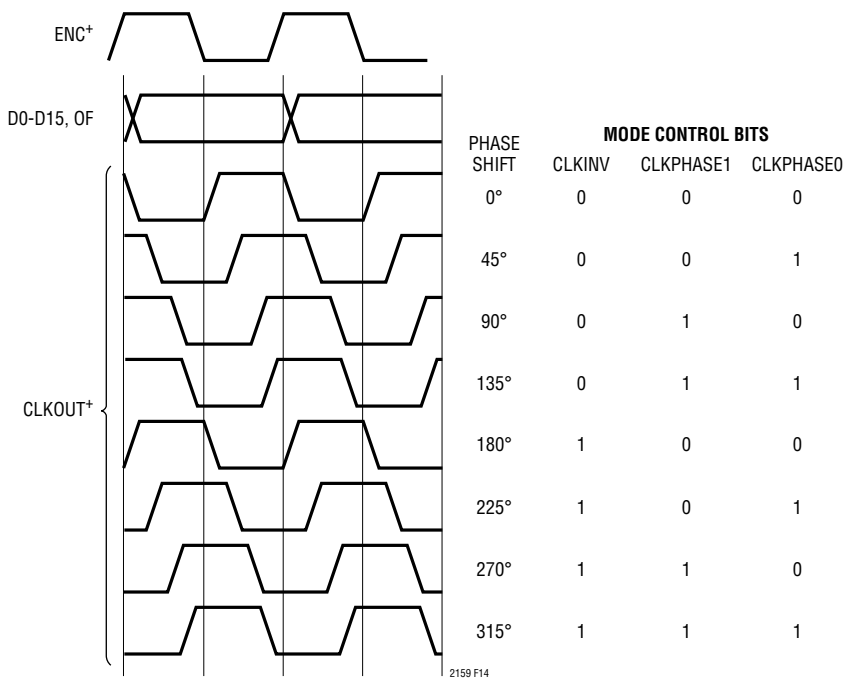 ENC+
D0-D15, OF
PHASE SHIFT
MODE CONTROL BITS
CLKINV CLKPHASE1 CLKPHASE0
0° 0 0 0
45° 0 0 1
90° 0 1 0
135° 0 1 1
CLKOUT+
180° 1 0 0
225° 1 0 1
270° 1 1 0
315° 1 1 1
2159 F14